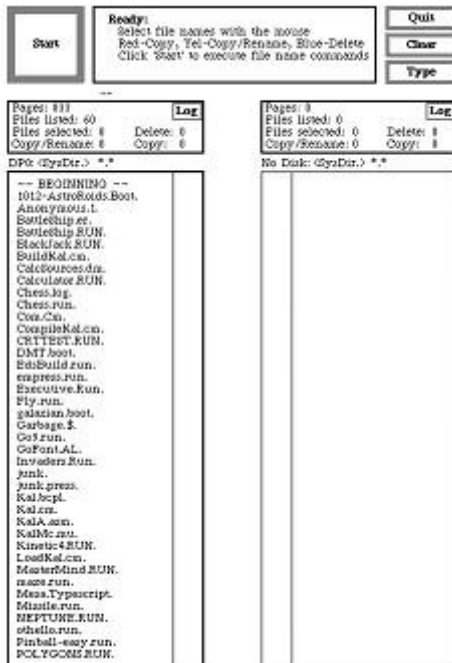 Start
Ready:
Select file names with the mouse
Red-Copy, Yel-Copy/Rename, Blue-Delete
Click 'Start' to execute file name commands
Quit
Clear
Type
Pages: 833
Files listed: 60
Files selected: 0 Delete: 0
Copy/Rename: 0 Copy: 0
Log
DP0: <SysDir.> *.*
-- BEGINNING --
1012-AstroRoids.Boot.
Anonymous.1.
BattleShip.er.
BattleShip.RUN.
BlackJack.RUN.
BuildKal.cm.
CalcSources.dm.
Calculator.RUN.
Chess.log.
Chess.run.
Com.Cm.
CompileKal.cm.
CRTTEST.RUN.
DMT.boot.
EdsBuild.run.
empress.run.
Executive.Run.
Fly.run.
galaxian.boot.
Garbage.$.
Go9.run.
GoFont.AL.
Invaders.Run.
junk.
junk.press.
Kal.bcpl.
Kal.cm.
KalA.asm.
KalMc.mu.
Kinetic4.RUN.
LoadKal.cm.
MasterMind.RUN.
maze.run.
Mesa.Typescript.
Missile.run.
NEPTUNE.RUN.
othello.run.
Pinball-easy.run.
POLYGONS.RUN.
Pages: 0
Files listed: 0
Files selected: 0 Delete: 0
Copy/Rename: 0 Copy: 0
Log
No Disk: <SysDir.> *.*